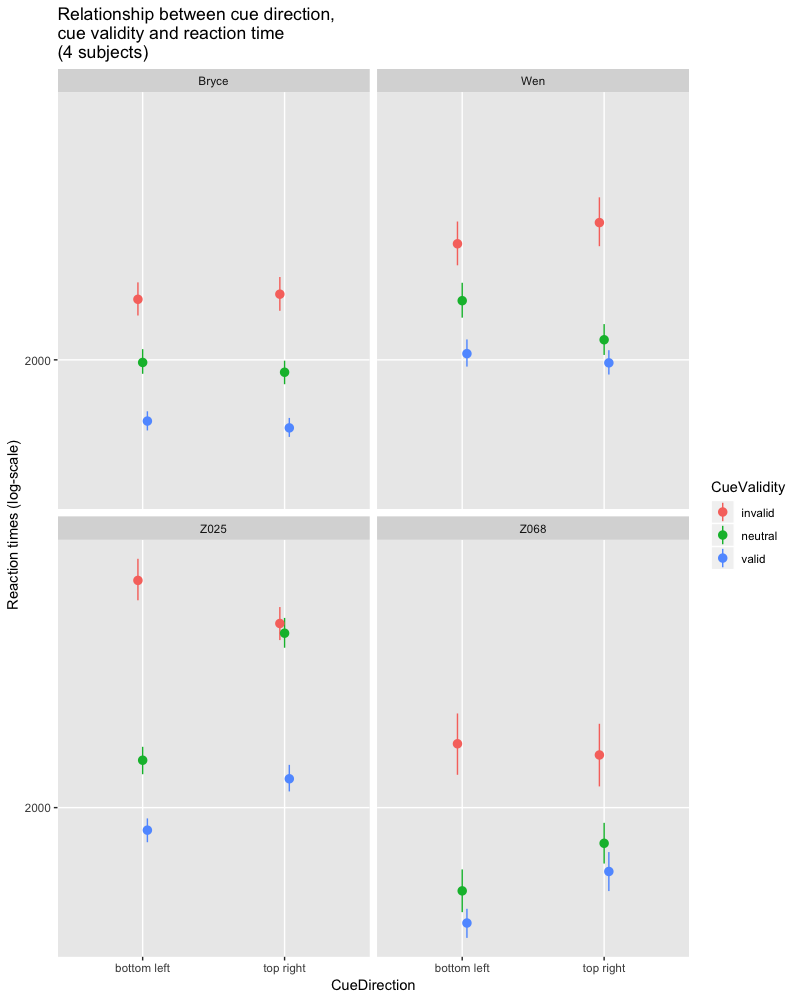 Relationship between cue direction,
cue validity and reaction time
(4 subjects)
Bryce
Wen
2000
Z025
Z068
2000
Reaction times (log-scale)
bottom left
top right
bottom left
top right
CueDirection
CueValidity
invalid
neutral
valid